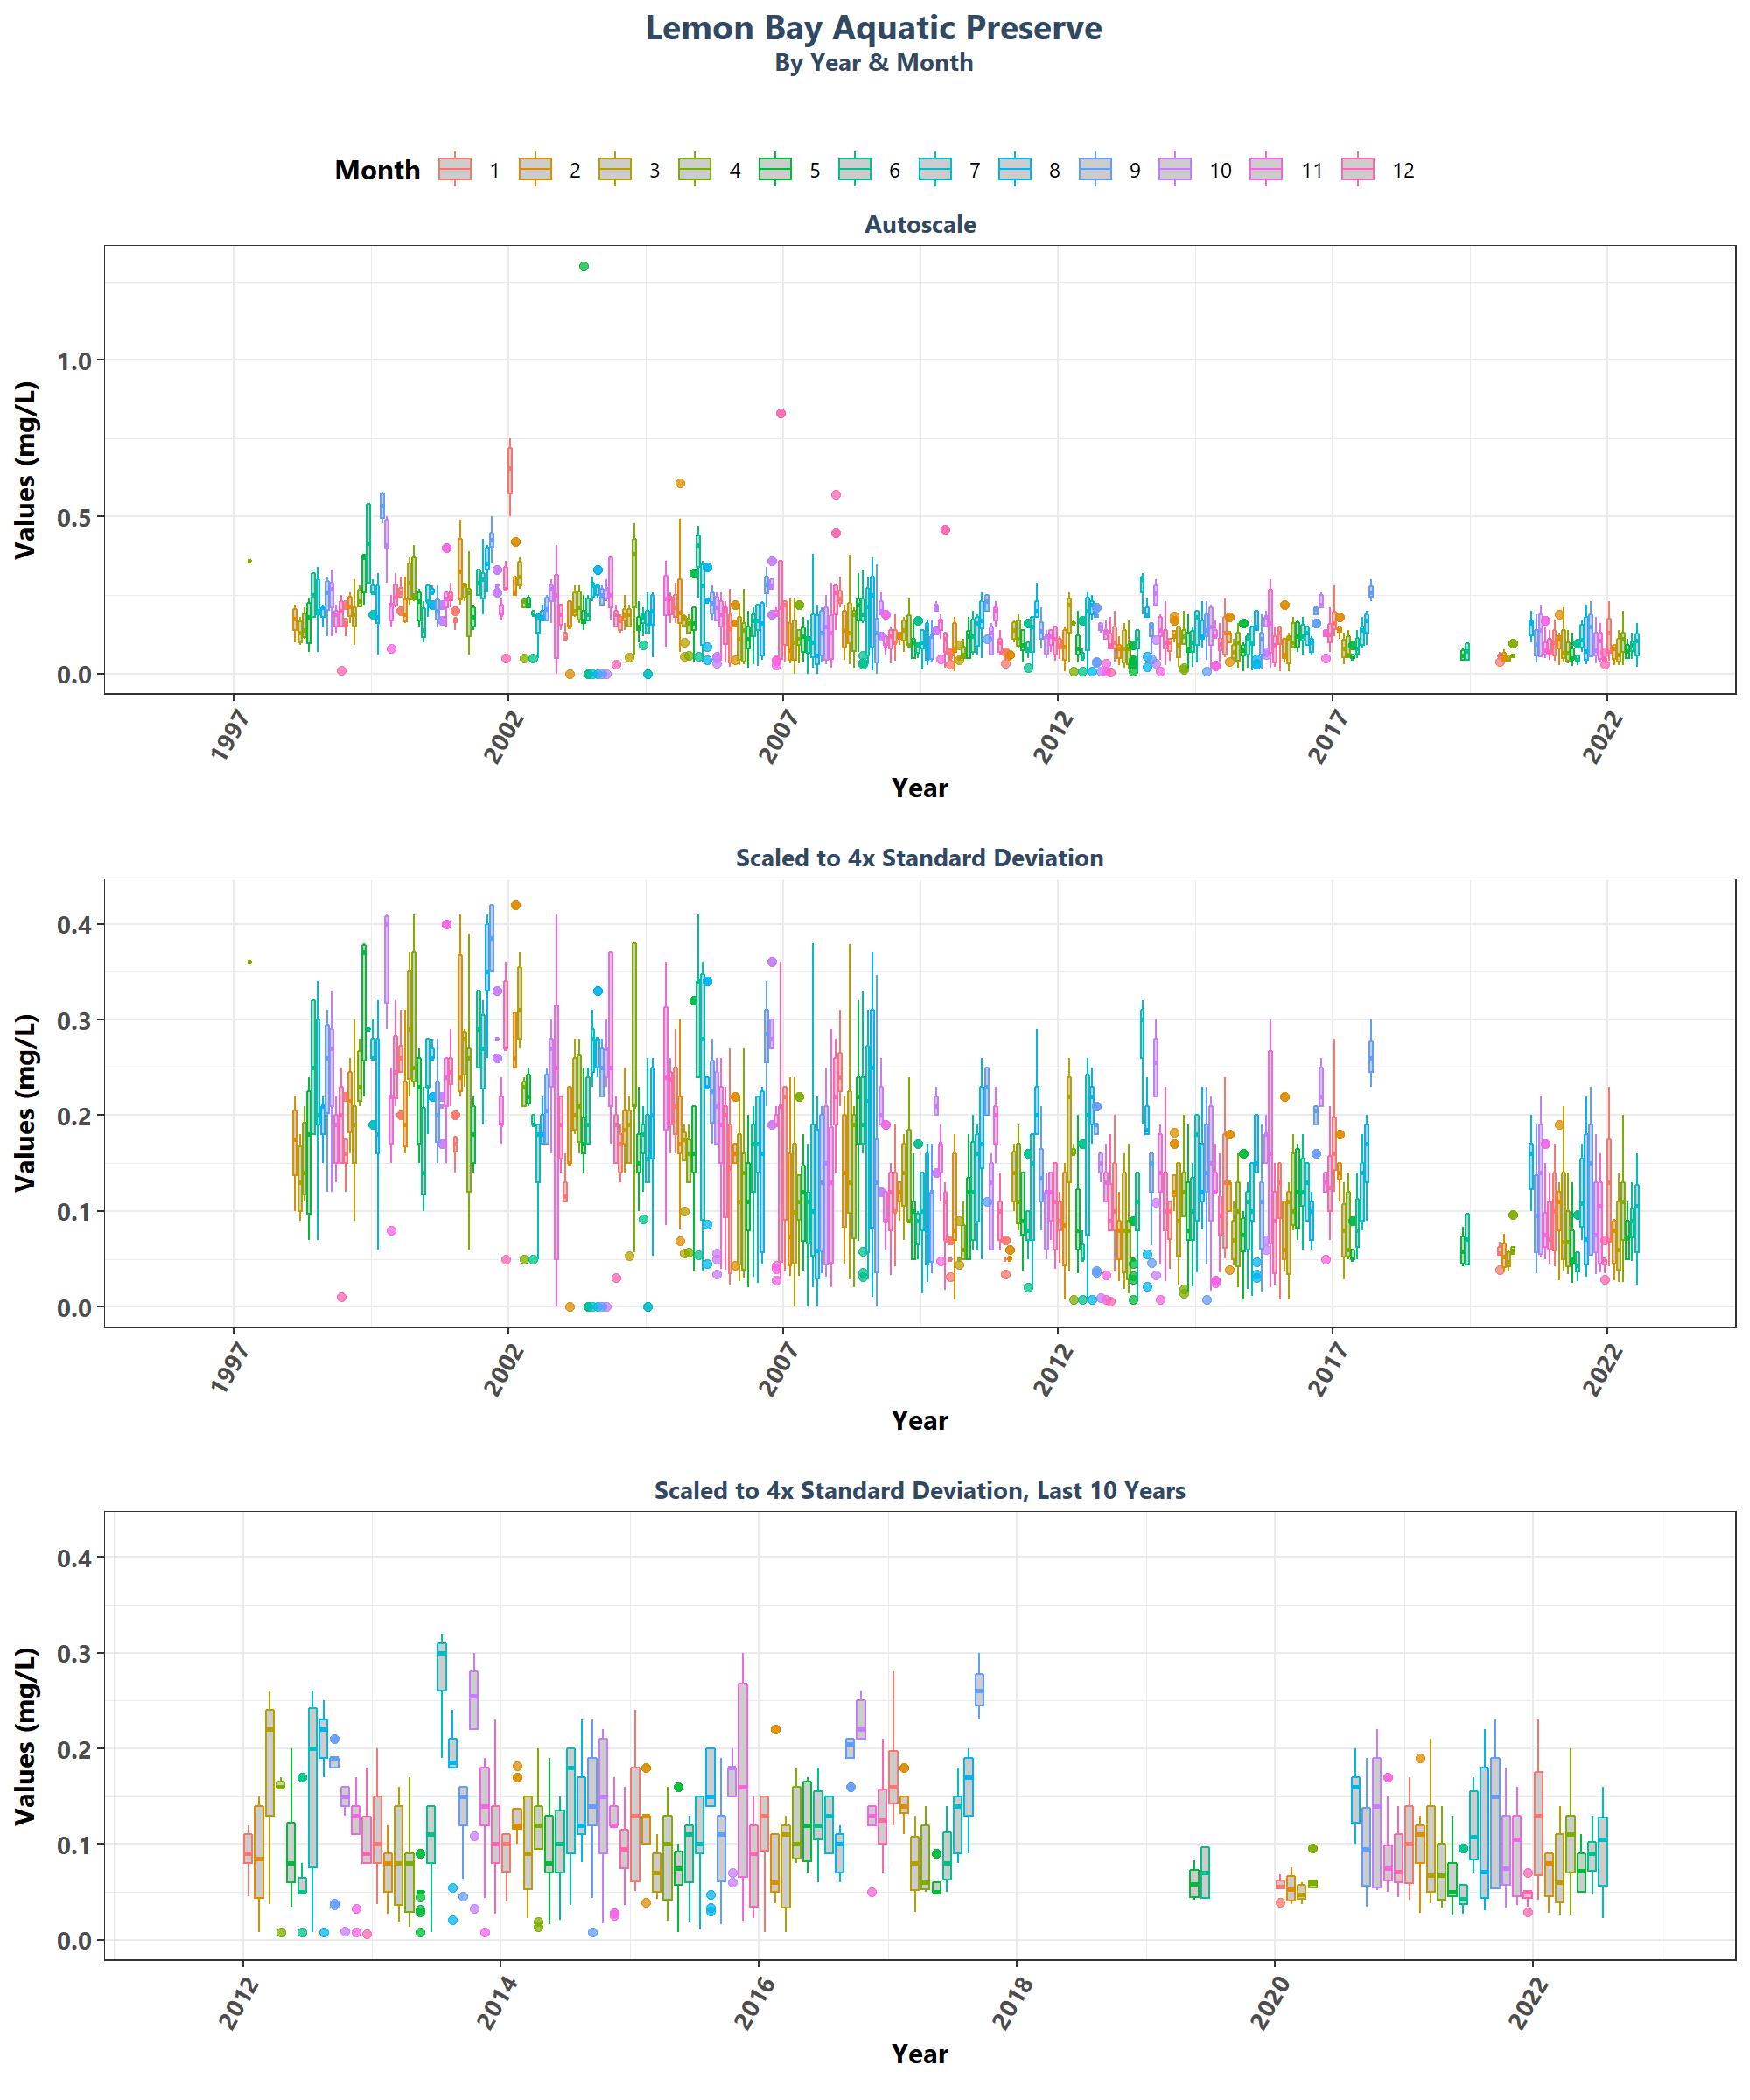 Lemon Bay Aquatic Preserve
By Year & Month
Month 1 2 3 4 5 6 7 8 9 10 11 12
Autoscale
Values (mg/L)
1.0
0.5
0.0
1997 2002 2007 2012 2017 2022
Year
Scaled to 4x Standard Deviation
Values (mg/L)
0.4
0.3
0.2
0.1
0.0
1997 2002 2007 2012 2017 2022
Year
Scaled to 4x Standard Deviation, Last 10 Years
Values (mg/L)
0.4
0.3
0.2
0.1
0.0
2012 2014 2016 2018 2020 2022
Year